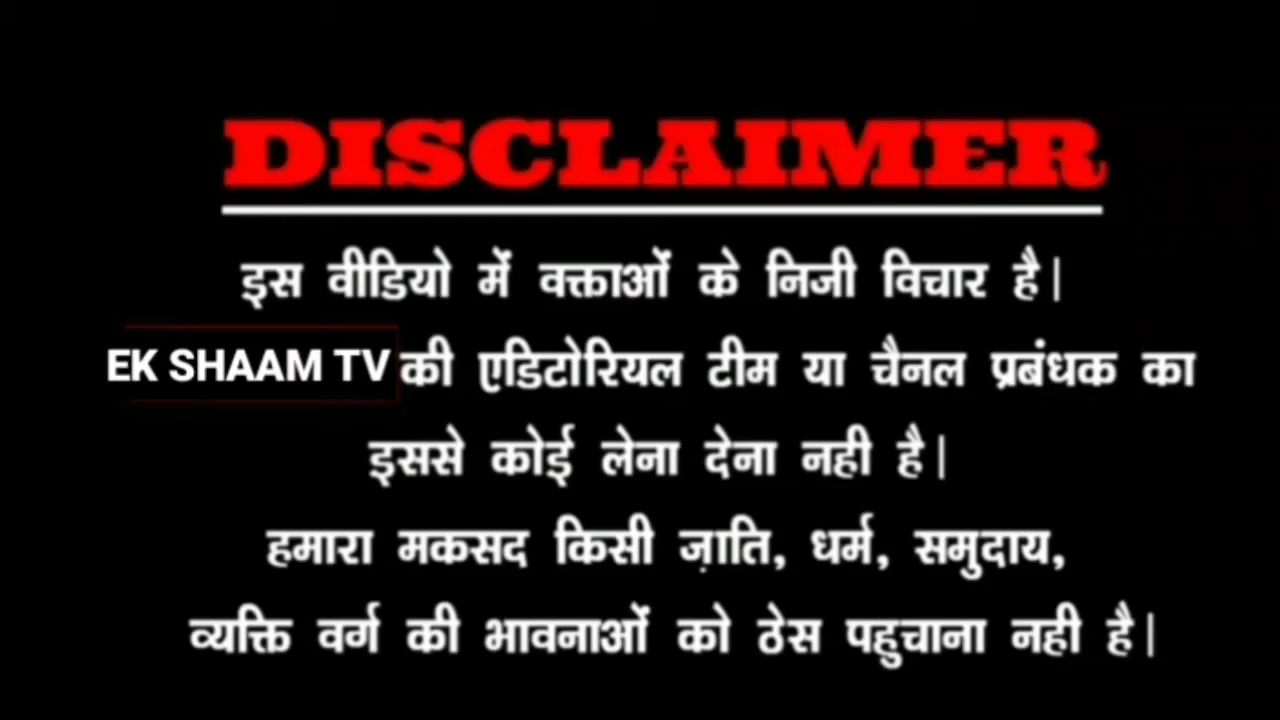 DISCLAIMER
इस वीडियो में वक्ताओं के निजी विचार है|
EK SHAAM TV की एडिटोरियल टीम या चैनल प्रबंधक का
इससे कोई लेना देना नही है|
हमारा मकसद किसी ज़ाति, धर्म, समुदाय,
व्यक्ति वर्ग की भावनाओं को ठेस पहुचाना नही है|